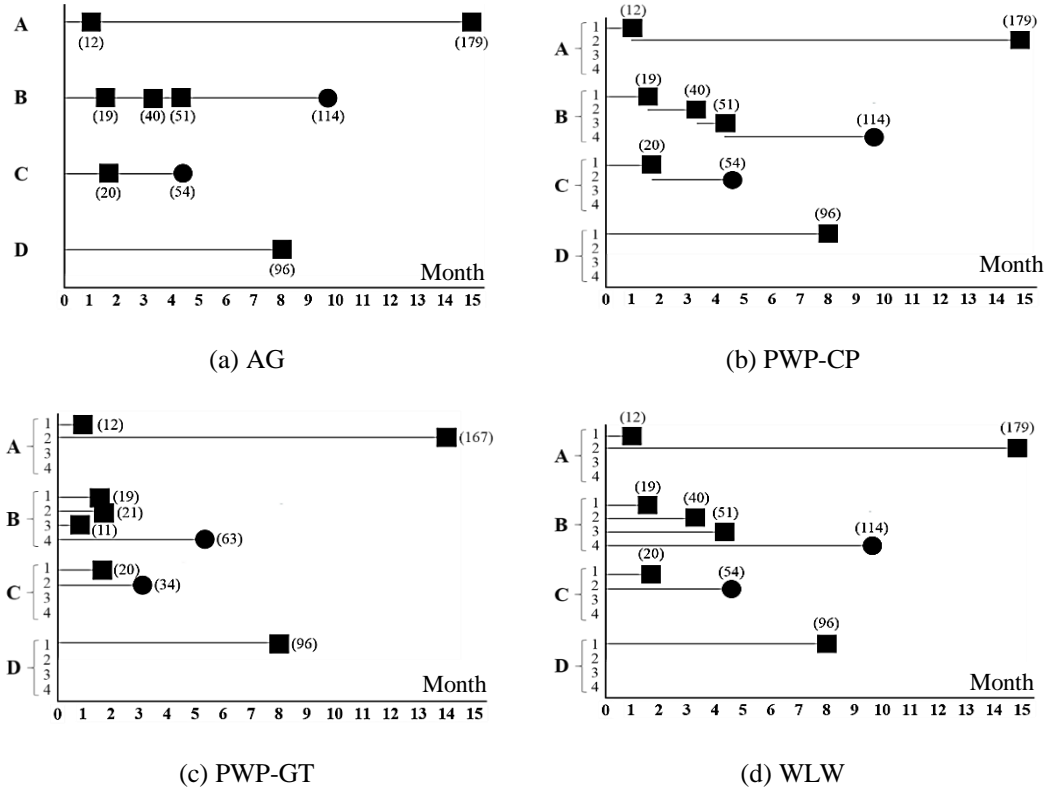 A
(12) (179)
B
(19) (40) (51) (114)
C
(20) (54)
D
(96)
Month
0 1 2 3 4 5 6 7 8 9 10 11 12 13 14 15
(a) AG
(12)
A 1 2 3 4
(179)
B 1 2 3 4
(19) (40) (51) (114)
C 1 2 3 4
(20) (54)
D 1 2 3 4
(96)
Month
0 1 2 3 4 5 6 7 8 9 10 11 12 13 14 15
(b) PWP-CP
A 1 2 3 4
(12)
(167)
B 1 2 3 4
(19)
(21)
(11)
(63)
C 1 2 3 4
(20)
(34)
D 1 2 3 4
(96)
Month
0 1 2 3 4 5 6 7 8 9 10 11 12 13 14 15
(c) PWP-GT
(12)
A 1 2 3 4
(179)
B 1 2 3 4
(19) (40) (51) (114)
C 1 2 3 4
(20) (54)
D 1 2 3 4
(96)
Month
0 1 2 3 4 5 6 7 8 9 10 11 12 13 14 15
(d) WLW